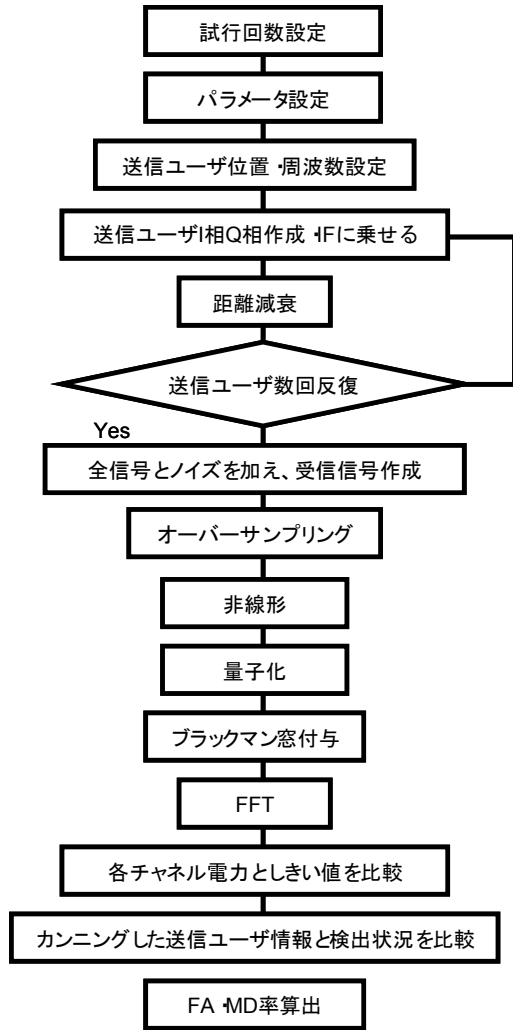 試行回数設定
パラメータ設定
送信ユーザ位置・周波数設定
送信ユーザI相Q相作成・IFに乗せる
距離減衰
送信ユーザ数回反復
Yes
全信号とノイズを加え、受信信号作成
オーバーサンプリング
非線形
量子化
ブラックマン窓付与
FFT
各チャネル電力としきい値を比較
カンニングした送信ユーザ情報と検出状況を比較
FA・MD率算出